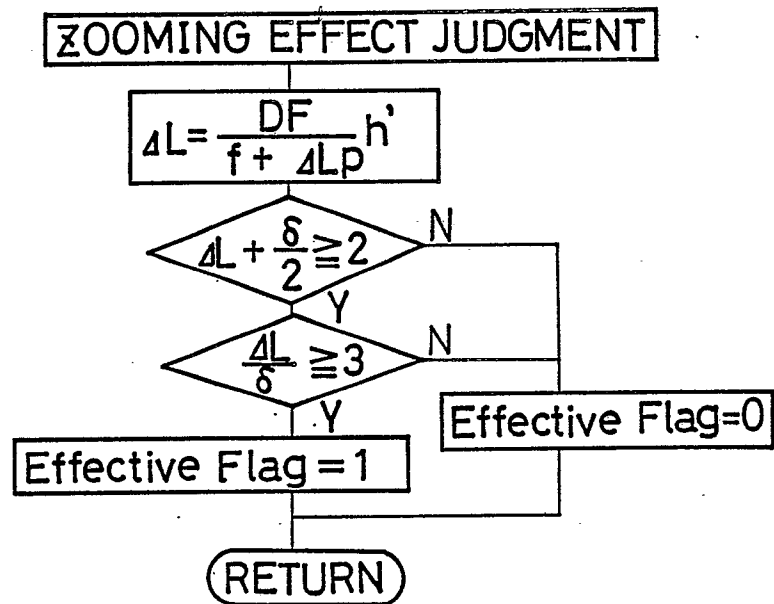 ZOOMING EFFECT JUDGMENT
ΔL = DF / (f + ΔLp) h'
ΔL + δ/2 ≧ 2
N
Y
ΔL/δ ≧ 3
N
Y
Effective Flag=0
Effective Flag = 1
RETURN